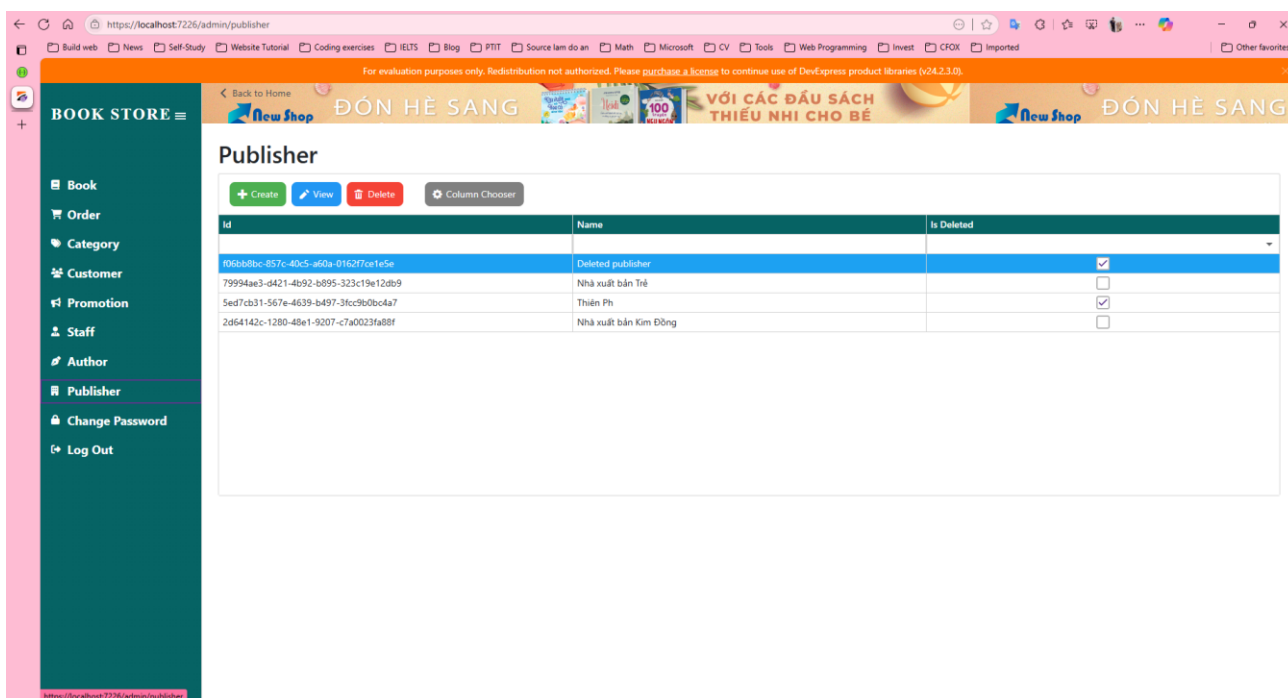 https://localhost:7226/admin/publisher
Build web News Self-Study Website Tutorial Coding exercises IELTS Blog PTIT Source lam do an Math Microsoft CV Tools Web Programming Invest CFOX Imported Other favorites
For evaluation purposes only. Redistribution not authorized. Please purchase a license to continue use of DevExpress product libraries (v24.2.3.0).
BOOK STORE
Back to Home
New Shop ĐÓN HÈ SANG Heidi 100 VỚI CÁC ĐẦU SÁCH New Shop ĐÓN HÈ SANG
THIẾU NHI CHO BÉ
Publisher
Create View Delete Column Chooser
Id Name Is Deleted
f06bb8bc-857c-40c5-a60a-0162f7ce1e5e Deleted publisher
79994ae3-d421-4b92-b895-323c19e12db9 Nhà xuất bản Trẻ
5ed7cb31-567e-4639-b497-3fcc9b0bc4a7 Thiên Ph
2d64142c-1280-48e1-9207-c7a0023fa88f Nhà xuất bản Kim Đồng
Book
Order
Category
Customer
Promotion
Staff
Author
Publisher
Change Password
Log Out
https://localhost:7226/admin/publisher